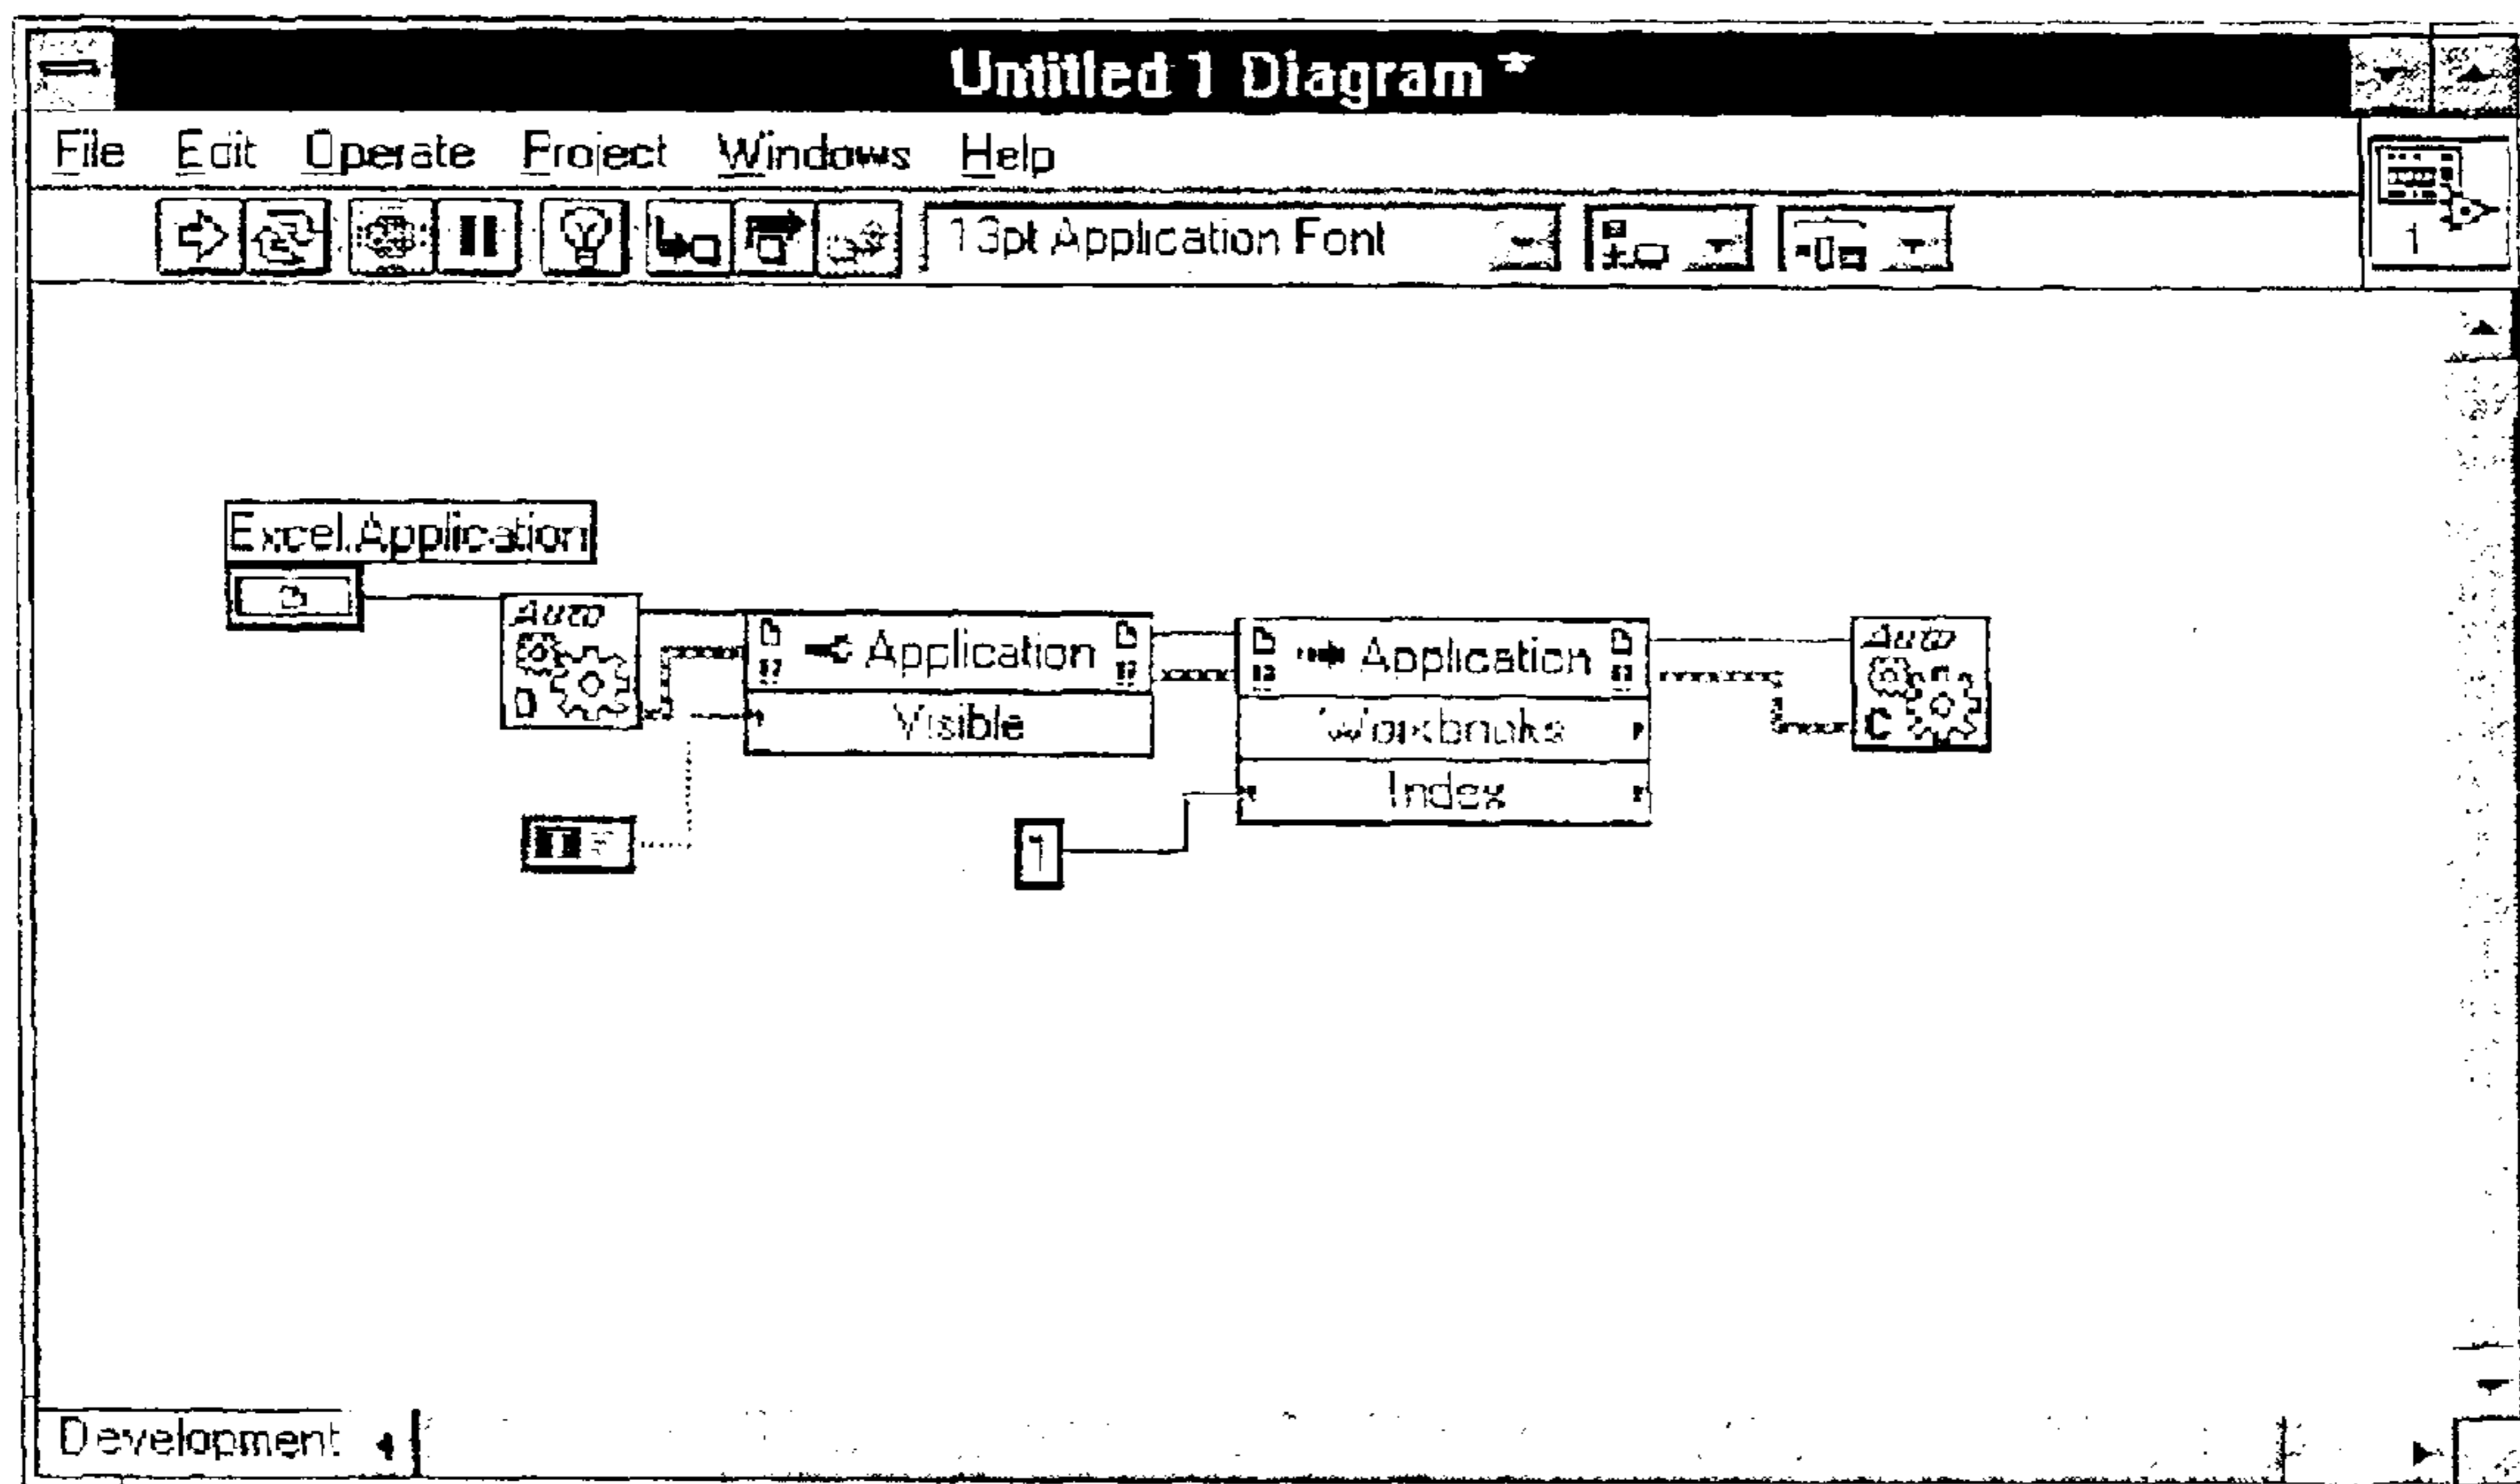 Untitled 1 Diagram *
File Edit Operate Project Windows Help
13pt Application Font
1
Excel.Application
Auto
Application
Visible
Application
Workbooks
Index
Auto
C
TF
1
Development